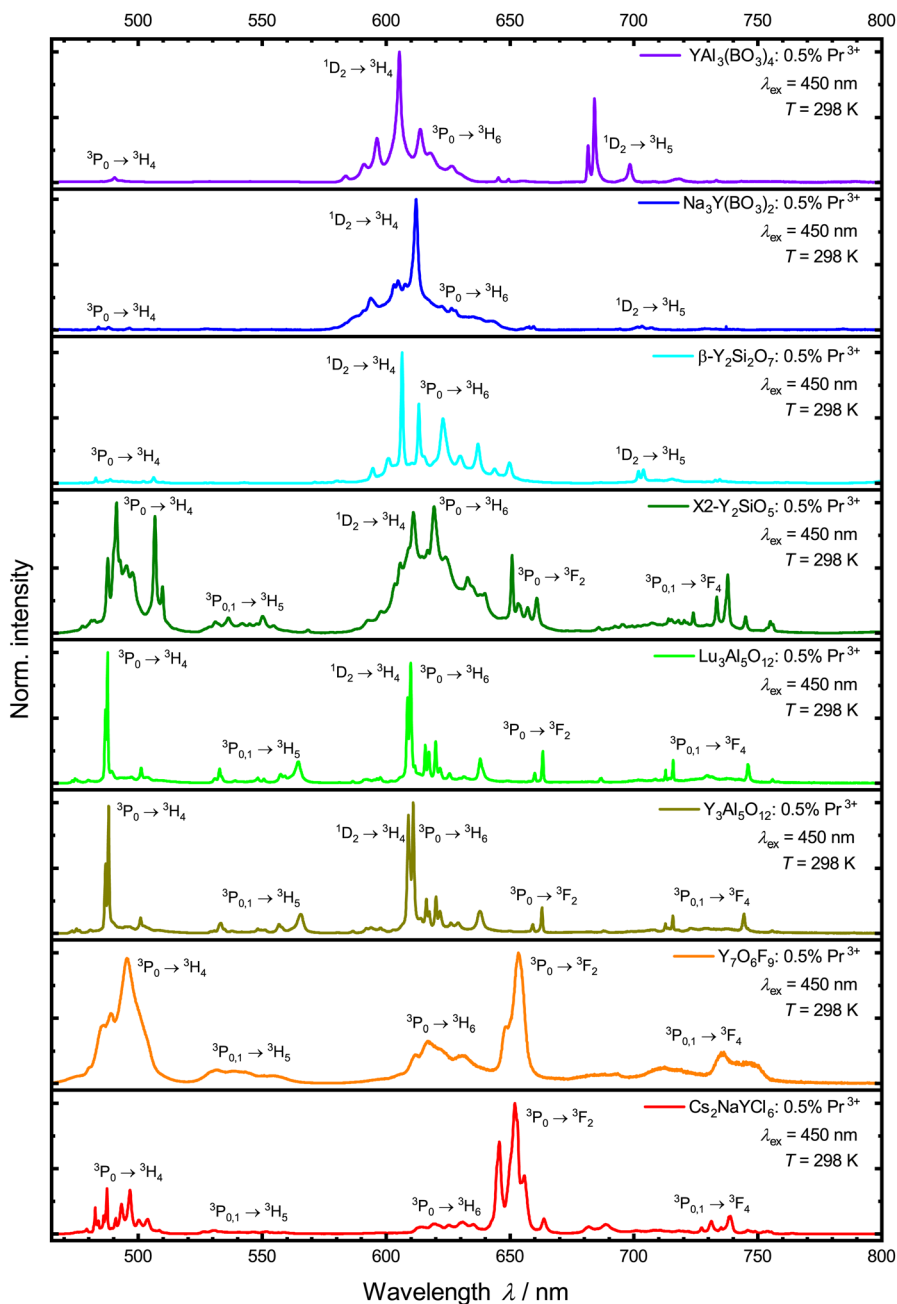 500 550 600 650 700 750 800
YAl₃(BO₃)₄: 0.5% Pr³⁺
λex = 450 nm
T = 298 K
¹D₂ → ³H₄
³P₀ → ³H₆
¹D₂ → ³H₅
³P₀ → ³H₄
Na₃Y(BO₃)₂: 0.5% Pr³⁺
λex = 450 nm
T = 298 K
¹D₂ → ³H₄
³P₀ → ³H₆
³P₀ → ³H₄
¹D₂ → ³H₅
β-Y₂Si₂O₇: 0.5% Pr³⁺
λex = 450 nm
T = 298 K
¹D₂ → ³H₄
³P₀ → ³H₆
³P₀ → ³H₄
¹D₂ → ³H₅
X2-Y₂SiO₅: 0.5% Pr³⁺
λex = 450 nm
T = 298 K
³P₀ → ³H₄
³P₀ → ³H₆
¹D₂ → ³H₄
³P₀ → ³F₂
³P₀,₁ → ³F₄
³P₀,₁ → ³H₅
Norm. intensity
Lu₃Al₅O₁₂: 0.5% Pr³⁺
λex = 450 nm
T = 298 K
³P₀ → ³H₄
¹D₂ → ³H₄
³P₀ → ³H₆
³P₀ → ³F₂
³P₀,₁ → ³H₅
³P₀,₁ → ³F₄
Y₃Al₅O₁₂: 0.5% Pr³⁺
λex = 450 nm
T = 298 K
³P₀ → ³H₄
¹D₂ → ³H₄
³P₀ → ³H₆
³P₀,₁ → ³H₅
³P₀ → ³F₂
³P₀,₁ → ³F₄
Y₇O₆F₉: 0.5% Pr³⁺
λex = 450 nm
T = 298 K
³P₀ → ³H₄
³P₀ → ³F₂
³P₀ → ³H₆
³P₀,₁ → ³F₄
³P₀,₁ → ³H₅
Cs₂NaYCl₆: 0.5% Pr³⁺
λex = 450 nm
T = 298 K
³P₀ → ³F₂
³P₀ → ³H₄
³P₀,₁ → ³H₅
³P₀ → ³H₆
³P₀,₁ → ³F₄
500 550 600 650 700 750 800
Wavelength λ / nm